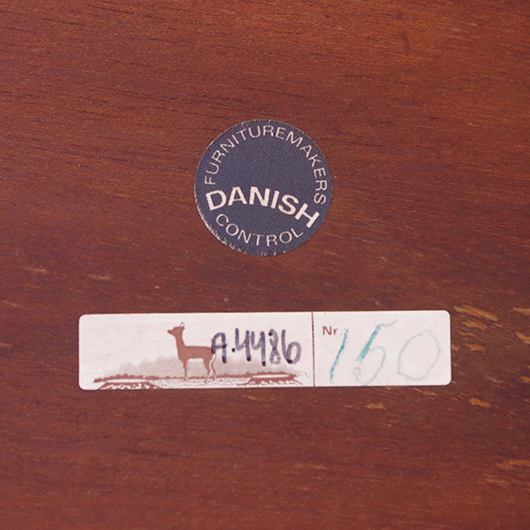 FURNITUREMAKERS
DANISH
CONTROL
A.4486
Nr. 150